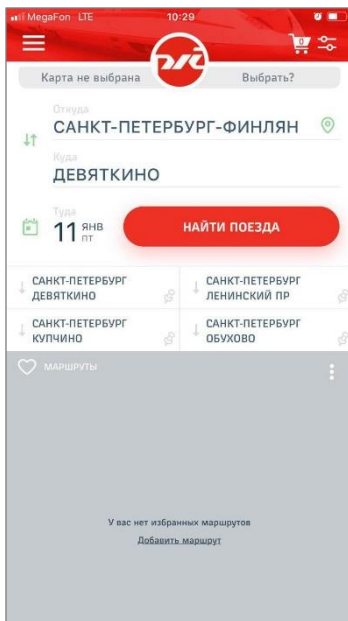 MegaFon LTE 10:29
0
Карта не выбрана Выбрать?
Откуда
САНКТ-ПЕТЕРБУРГ-ФИНЛЯН
Куда
ДЕВЯТКИНО
Туда
11 ЯНВ ПТ
НАЙТИ ПОЕЗДА
САНКТ-ПЕТЕРБУРГ
ДЕВЯТКИНО
САНКТ-ПЕТЕРБУРГ
ЛЕНИНСКИЙ ПР
САНКТ-ПЕТЕРБУРГ
КУПЧИНО
САНКТ-ПЕТЕРБУРГ
ОБУХОВО
МАРШРУТЫ
У вас нет избранных маршрутов
Добавить маршрут